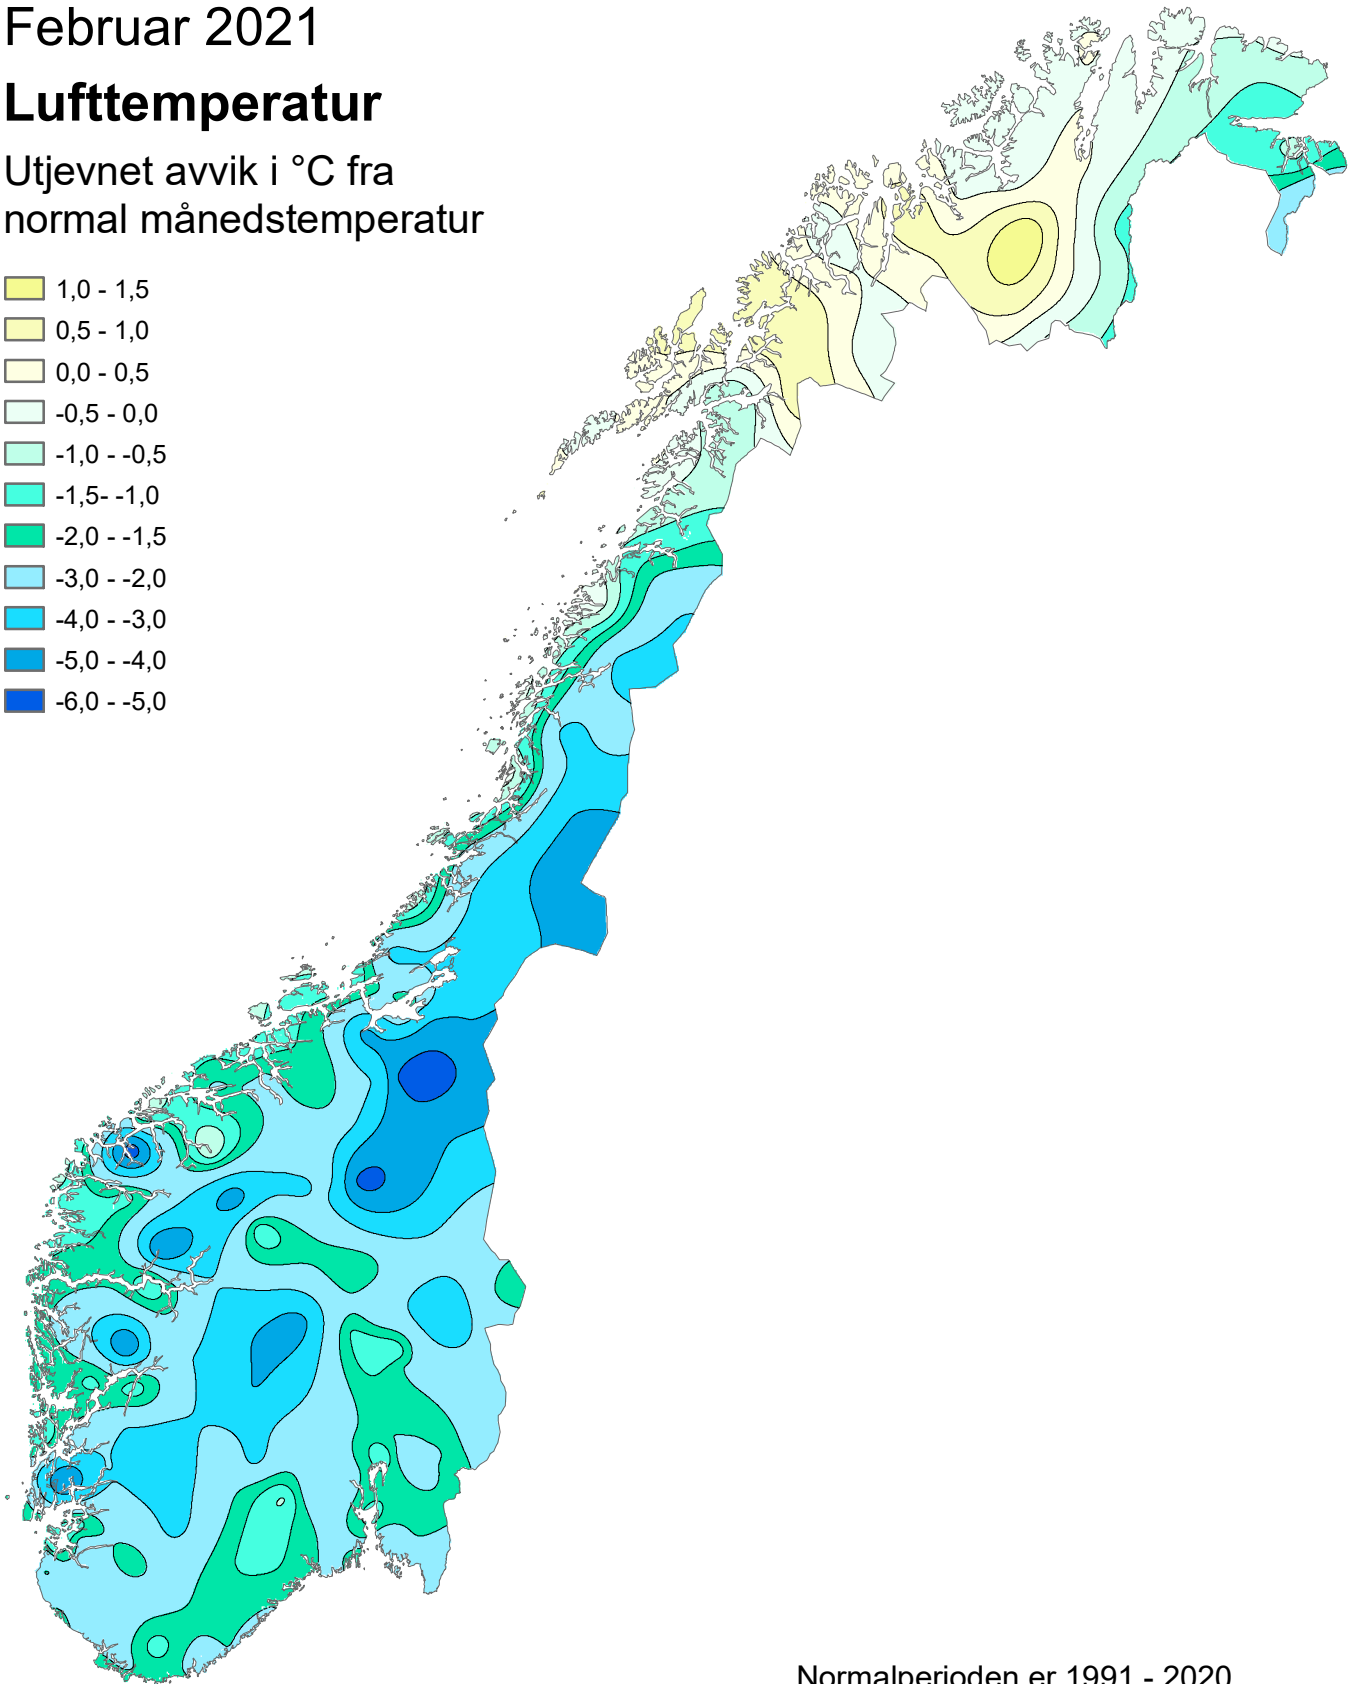 Februar 2021
Lufttemperatur
Utjevnet avvik i °C fra
normal månedstemperatur
1,0 - 1,5
0,5 - 1,0
0,0 - 0,5
-0,5 - 0,0
-1,0 - -0,5
-1,5- -1,0
-2,0 - -1,5
-3,0 - -2,0
-4,0 - -3,0
-5,0 - -4,0
-6,0 - -5,0
Normalperioden er 1991 - 2020